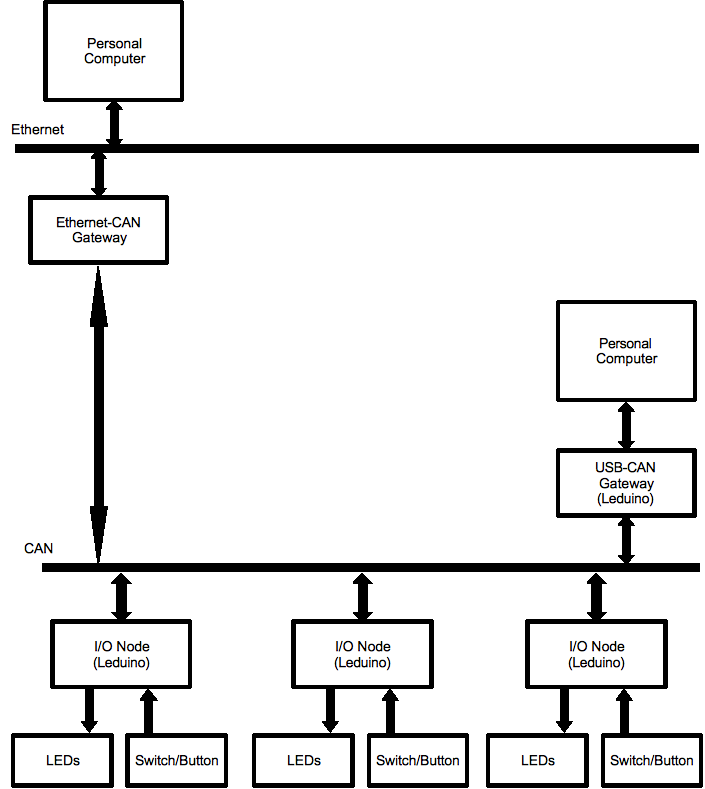 Personal
Computer
Ethernet
Ethernet-CAN
Gateway
Personal
Computer
USB-CAN
Gateway
(Leduino)
CAN
I/O Node
(Leduino)
I/O Node
(Leduino)
I/O Node
(Leduino)
LEDs
Switch/Button
LEDs
Switch/Button
LEDs
Switch/Button